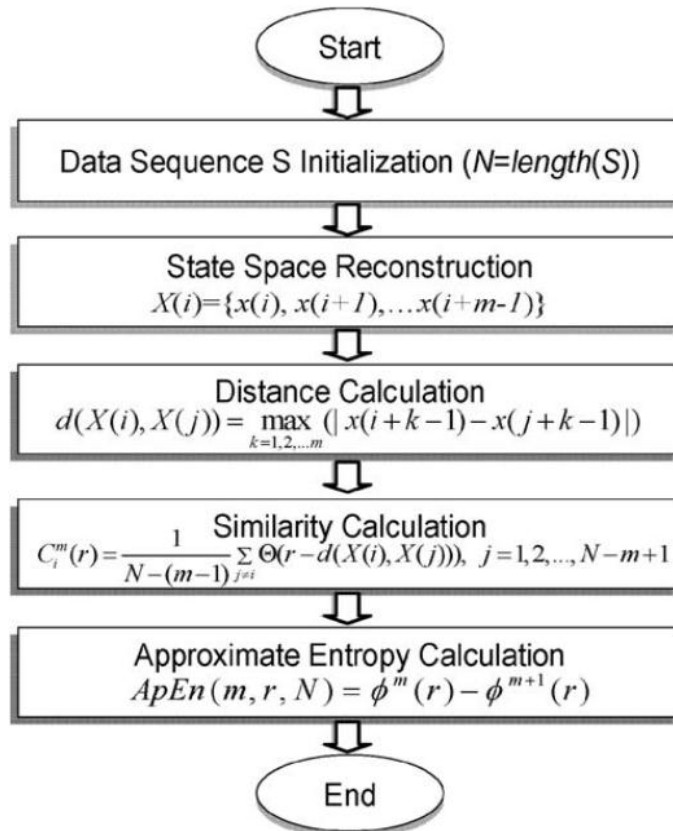 Start
Data Sequence S Initialization (N=length(S))
State Space Reconstruction
X(i)={x(i), x(i+1),...x(i+m-1)}
Distance Calculation
d(X(i), X(j)) = max (| x(i+k−1)−x(j+k−1)|)
k=1,2,...m
Similarity Calculation
C_i^m(r) = 1/(N−(m−1)) ∑_{j≠i} Θ(r−d(X(i), X(j))), j=1,2,..., N−m+1
Approximate Entropy Calculation
ApEn(m, r, N) = ϕ^m(r) − ϕ^{m+1}(r)
End